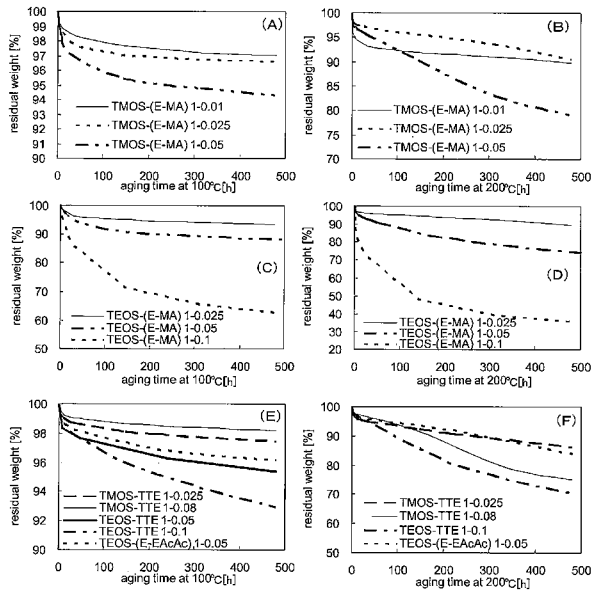 (A)
residual weight [%]
100
99
98
97
96
95
94
93
92
91
90
TMOS-(E-MA) 1-0.01
TMOS-(E-MA) 1-0.025
TMOS-(E-MA) 1-0.05
0 100 200 300 400 500
aging time at 100°C[h]
(B)
residual weight [%]
100
95
90
85
80
75
70
TMOS-(E-MA) 1-0.01
TMOS-(E-MA) 1-0.025
TMOS-(E-MA) 1-0.05
0 100 200 300 400 500
aging time at 200°C[h]
(C)
residual weight [%]
100
90
80
70
60
50
TEOS-(E-MA) 1-0.025
TEOS-(E-MA) 1-0.05
TEOS-(E-MA) 1-0.1
0 100 200 300 400 500
aging time at 100°C[h]
(D)
residual weight [%]
100
90
80
70
60
50
40
30
20
TEOS-(E-MA) 1-0.025
TEOS-(E-MA) 1-0.05
TEOS-(E-MA) 1-0.1
0 100 200 300 400 500
aging time at 200°C[h]
(E)
residual weight [%]
100
98
96
94
92
90
TMOS-TTE 1-0.025
TMOS-TTE 1-0.08
TEOS-TTE 1-0.05
TEOS-TTE 1-0.1
TEOS-(E-EAcAc) 1-0.05
0 100 200 300 400 500
aging time at 100°C[h]
(F)
residual weight [%]
100
90
80
70
60
50
TMOS-TTE 1-0.025
TMOS-TTE 1-0.08
TEOS-TTE 1-0.1
TEOS-(E-EAcAc) 1-0.05
0 100 200 300 400 500
aging time at 200°C[h]